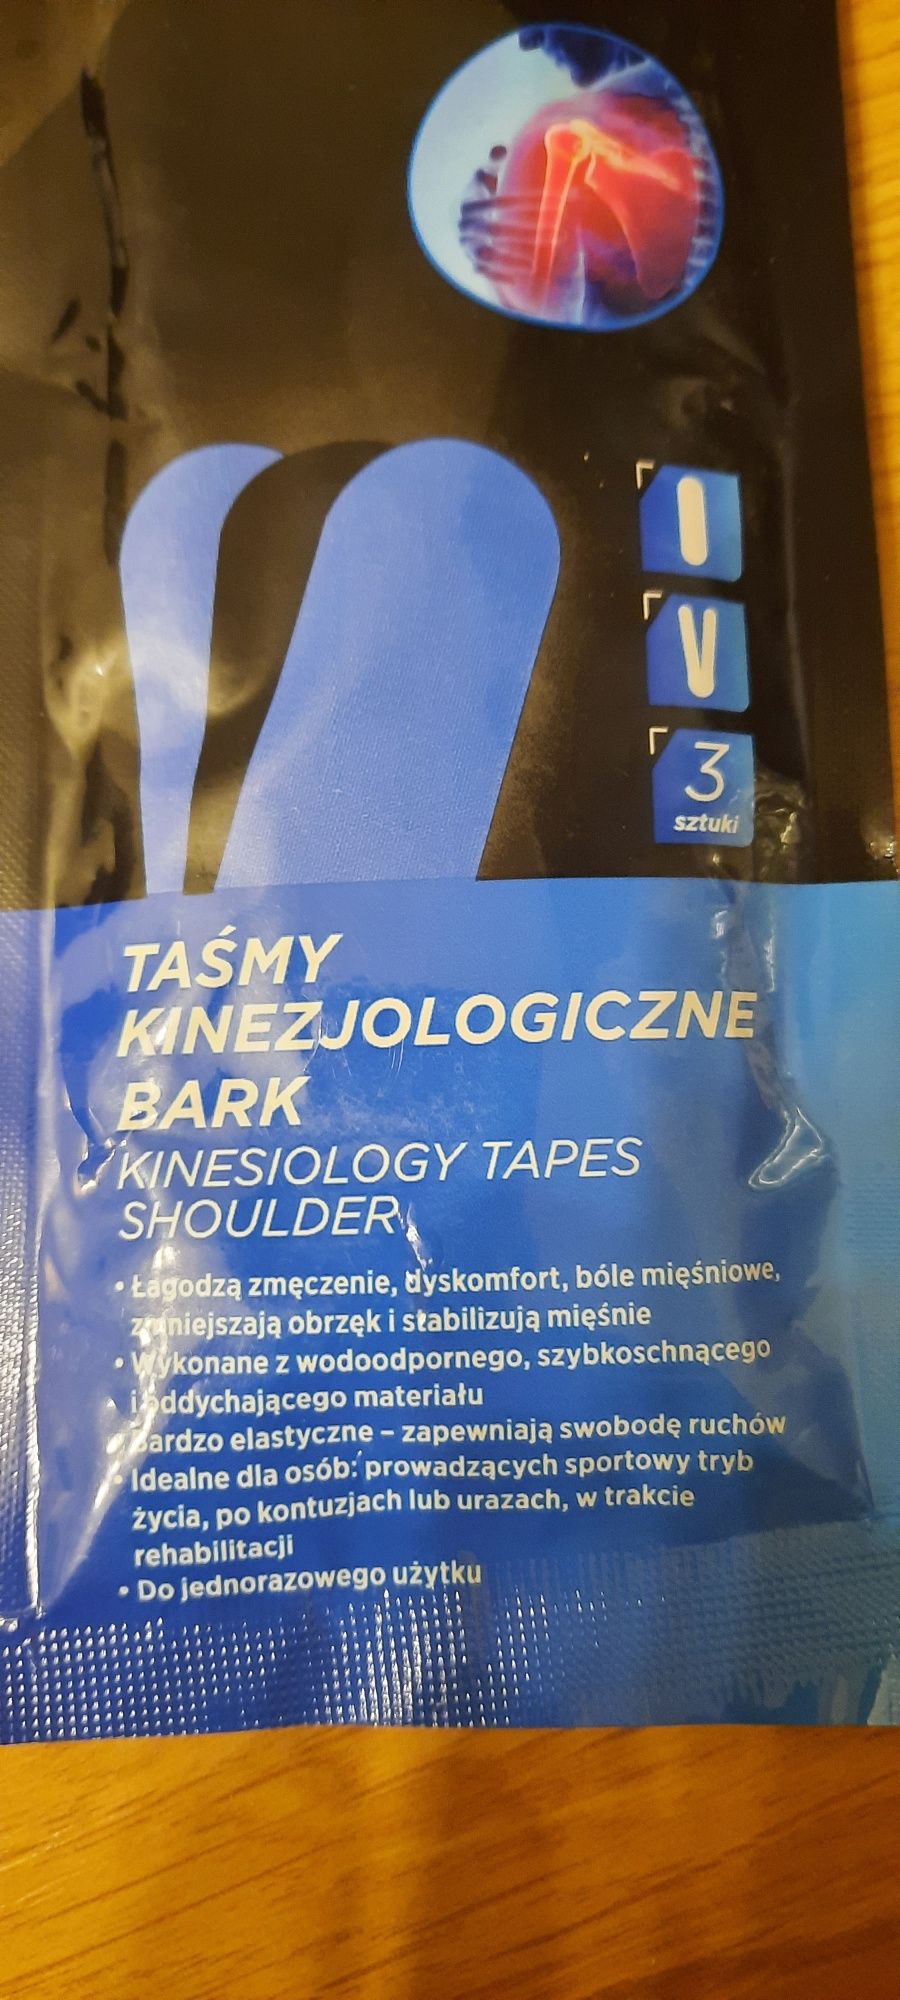 3
sztuki
TAŚMY
KINEZJOLOGICZNE
BARK
KINESIOLOGY TAPES
SHOULDER
• Łagodzą zmęczenie, dyskomfort, bóle mięśniowe,
zmniejszają obrzęk i stabilizują mięśnie
• Wykonane z wodoodpornego, szybkoschnącego
i oddychającego materiału
• Bardzo elastyczne – zapewniają swobodę ruchów
• Idealne dla osób: prowadzących sportowy tryb
życia, po kontuzjach lub urazach, w trakcie
rehabilitacji
• Do jednorazowego użytku